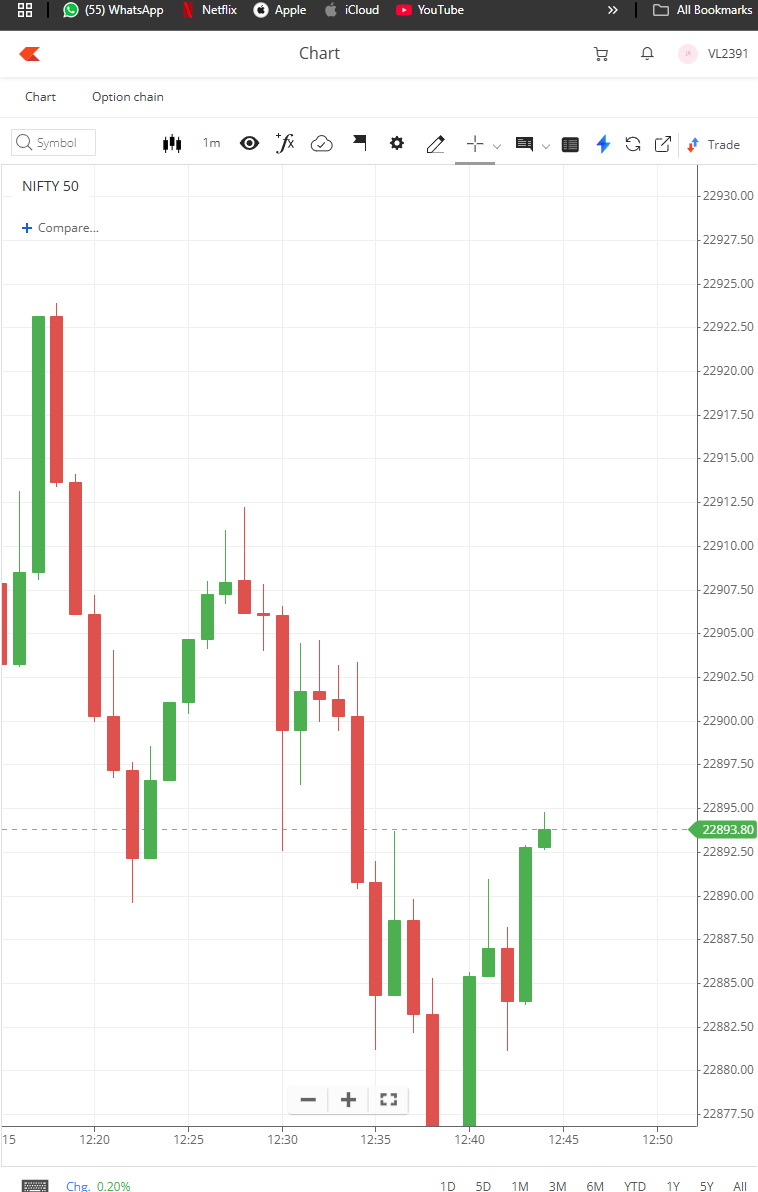 (55) WhatsApp Netflix Apple iCloud YouTube » All Bookmarks
Chart VL2391
Chart Option chain
Symbol 1m Trade
NIFTY 50
22930.00
+ Compare...
22927.50
22925.00
22922.50
22920.00
22917.50
22915.00
22912.50
22910.00
22907.50
22905.00
22902.50
22900.00
22897.50
22895.00
22893.80
22892.50
22890.00
22887.50
22885.00
22882.50
22880.00
22877.50
15 12:20 12:25 12:30 12:35 12:40 12:45 12:50
Chg. 0.20% 1D 5D 1M 3M 6M YTD 1Y 5Y All